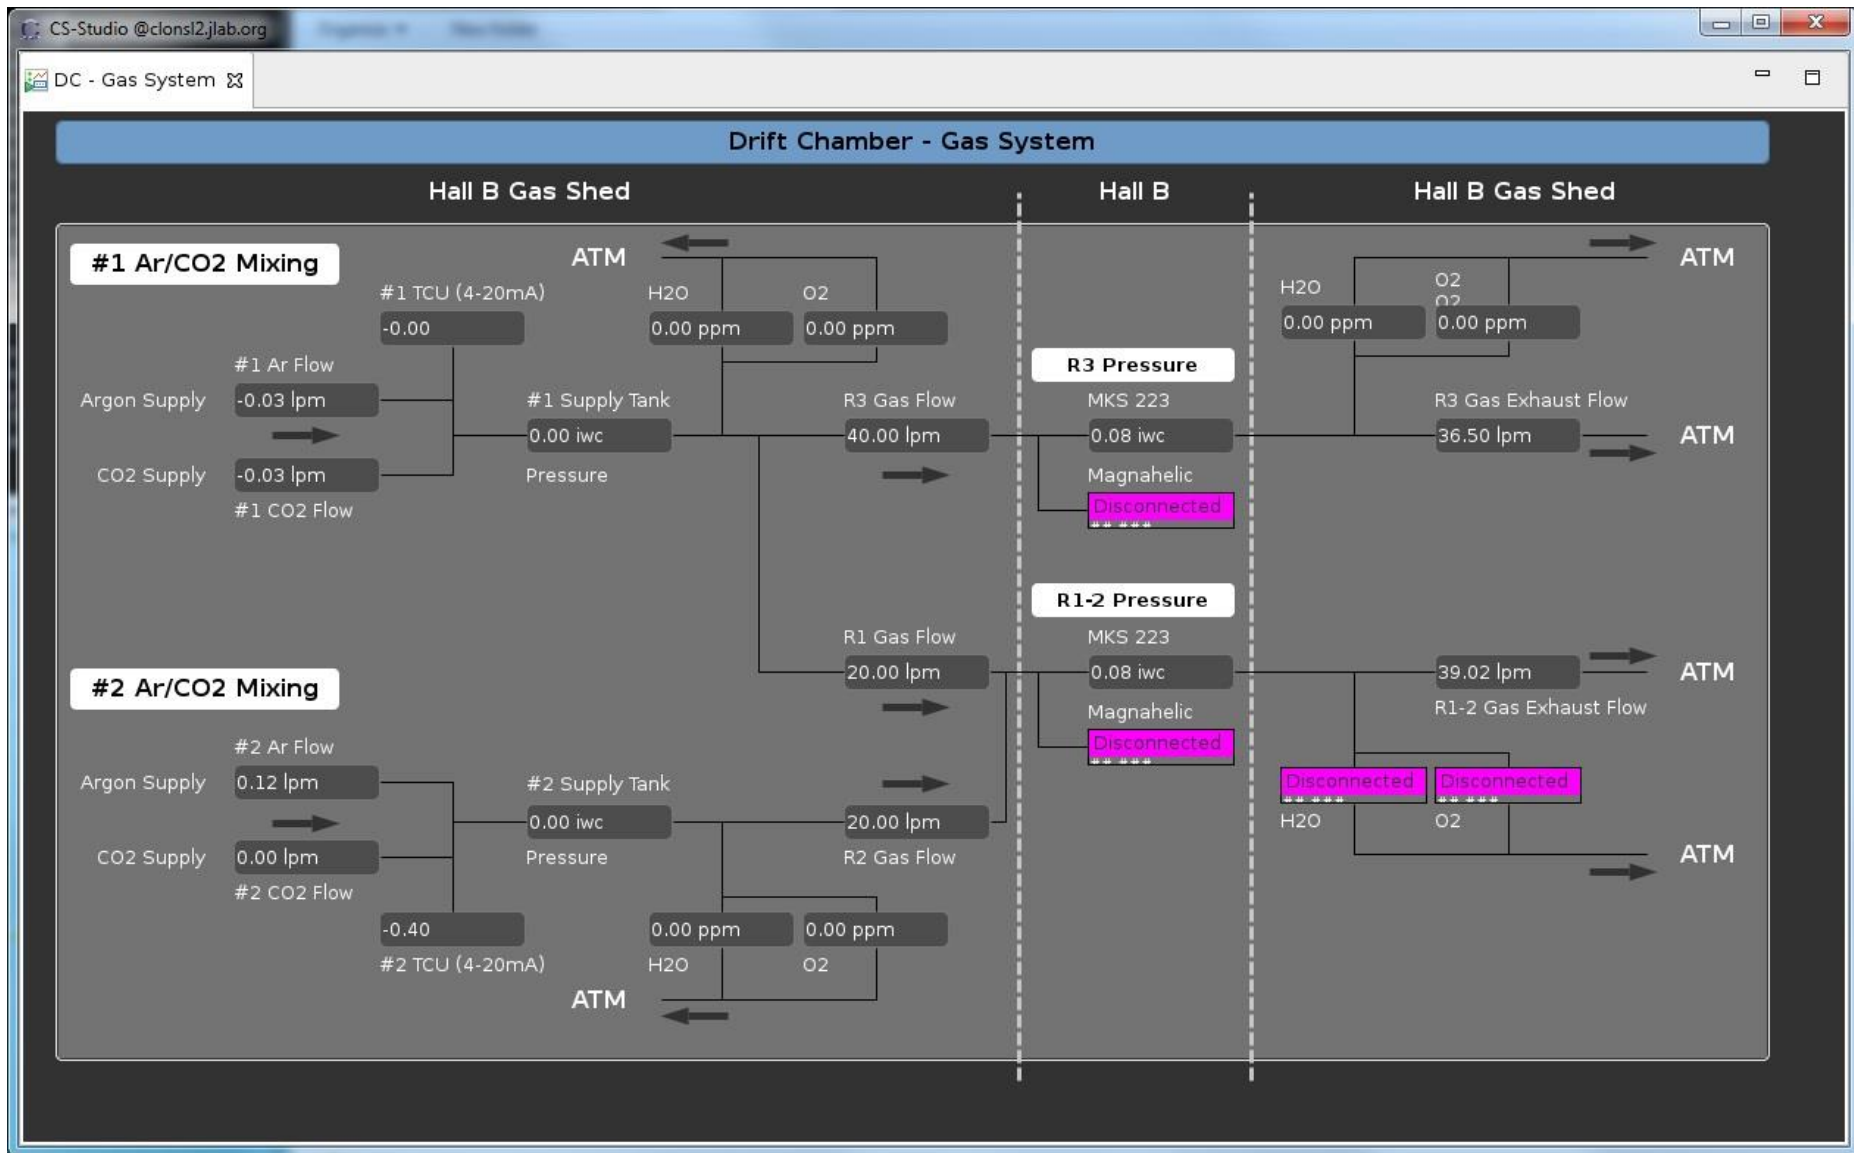 CS-Studio @clonsl2.jlab.org
DC - Gas System
Drift Chamber - Gas System
Hall B Gas Shed
Hall B
Hall B Gas Shed
#1 Ar/CO2 Mixing
ATM
ATM
#1 TCU (4-20mA)
H2O
O2
H2O
O2
O2
-0.00
0.00 ppm
0.00 ppm
0.00 ppm
0.00 ppm
#1 Ar Flow
R3 Pressure
Argon Supply
-0.03 lpm
#1 Supply Tank
R3 Gas Flow
MKS 223
R3 Gas Exhaust Flow
0.00 iwc
40.00 lpm
0.08 iwc
36.50 lpm
ATM
CO2 Supply
-0.03 lpm
Pressure
Magnahelic
#1 CO2 Flow
Disconnected
##.###
R1-2 Pressure
R1 Gas Flow
MKS 223
20.00 lpm
0.08 iwc
39.02 lpm
ATM
#2 Ar/CO2 Mixing
Magnahelic
R1-2 Gas Exhaust Flow
#2 Ar Flow
Disconnected
##.###
Argon Supply
0.12 lpm
#2 Supply Tank
Disconnected
##.###
Disconnected
##.###
0.00 iwc
20.00 lpm
H2O
O2
CO2 Supply
0.00 lpm
Pressure
R2 Gas Flow
ATM
#2 CO2 Flow
-0.40
0.00 ppm
0.00 ppm
#2 TCU (4-20mA)
H2O
O2
ATM